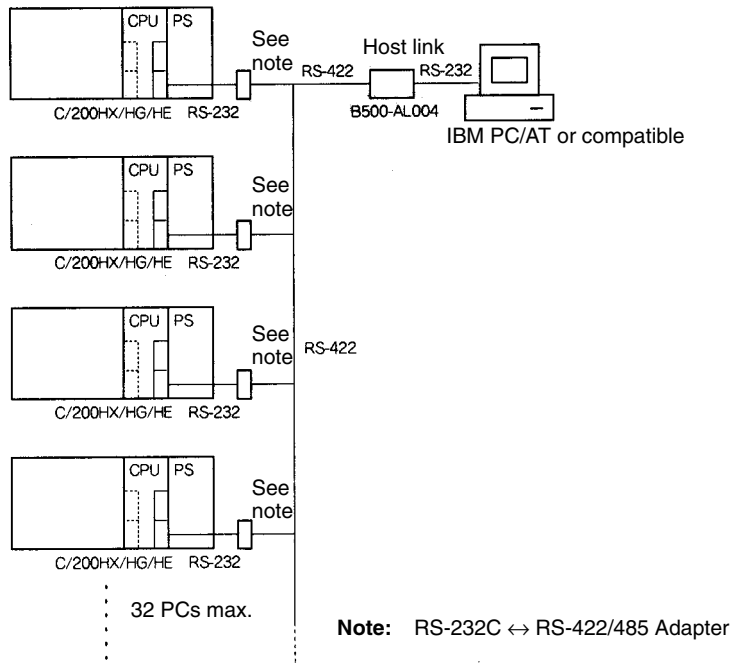 CPU PS
See
note
RS-422
Host link
RS-232
C/200HX/HG/HE RS-232
B500-AL004
IBM PC/AT or compatible
CPU PS
See
note
C/200HX/HG/HE RS-232
CPU PS
See
note
RS-422
C/200HX/HG/HE RS-232
CPU PS
See
note
C/200HX/HG/HE RS-232
32 PCs max.
Note: RS-232C ↔ RS-422/485 Adapter